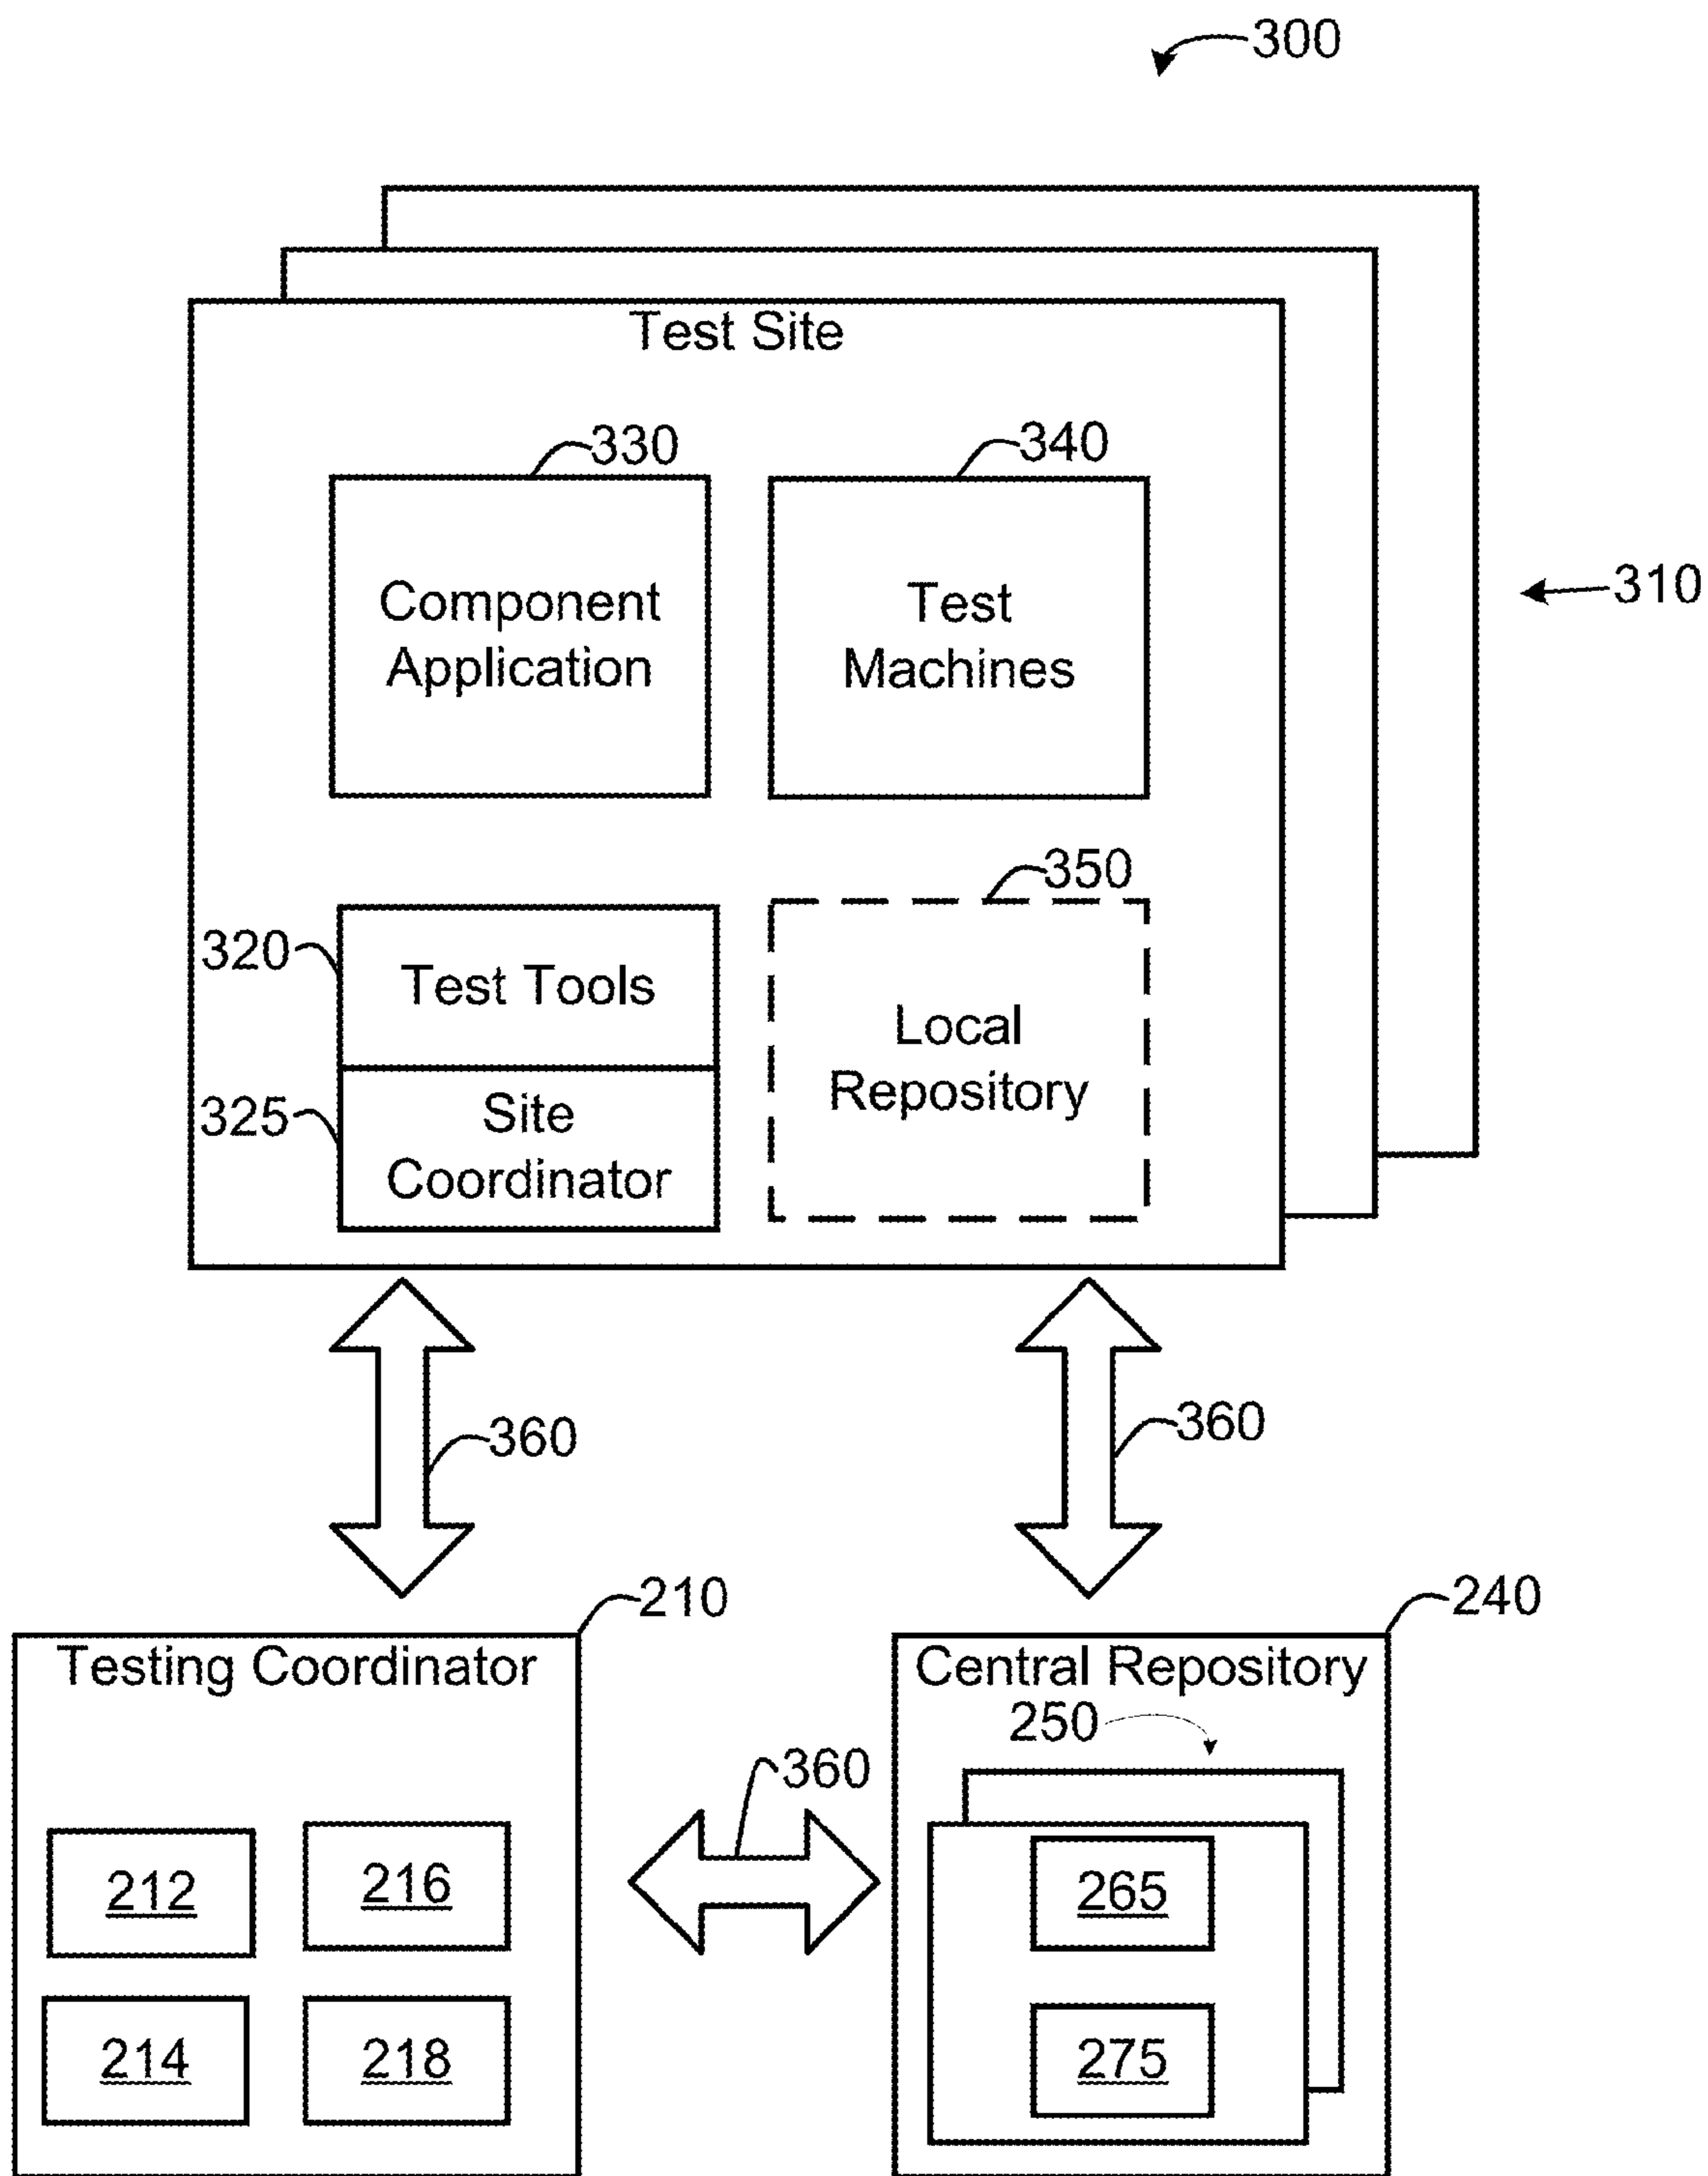 300
Test Site
330
340
Component
Application
Test
Machines
310
350
320
Test Tools
Local
Repository
325
Site
Coordinator
360
360
210
240
Testing Coordinator
Central Repository
250
360
212
216
265
214
218
275